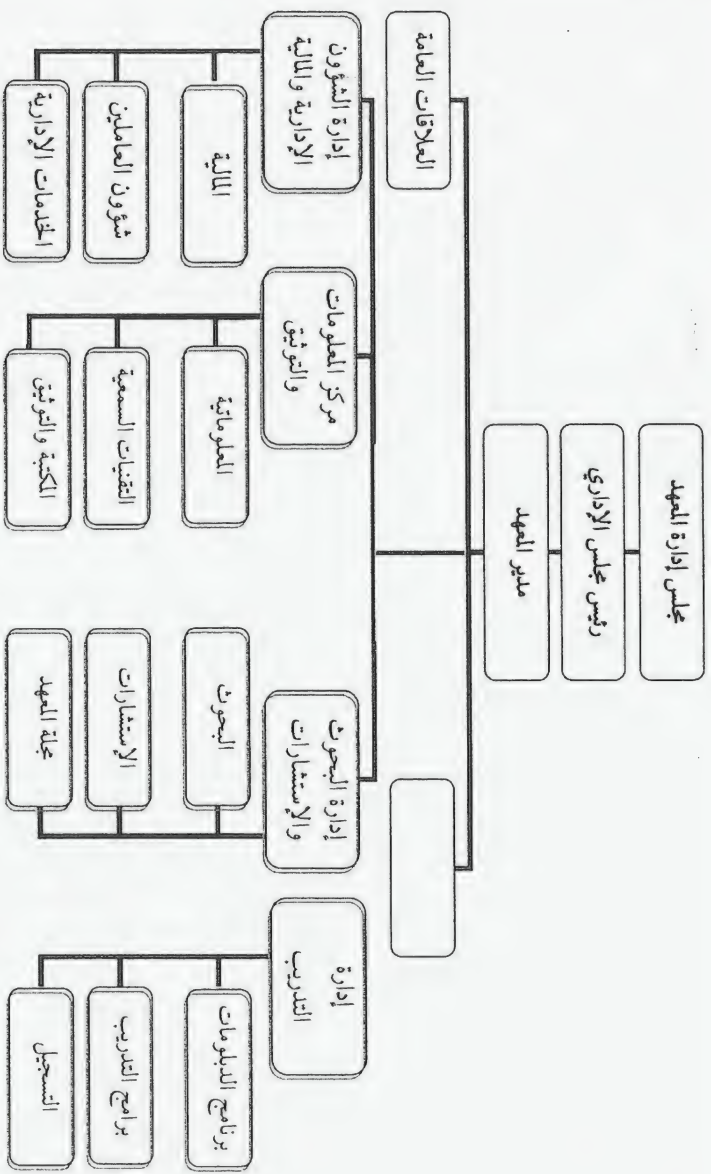 مجلس إدارة المعهد
رئيس مجلس الإداري
مدير المعهد
العلاقات العامة
إدارة
التدريب
برنامج الدبلومات
برامج التدريب
التسجيل
إدارة البحوث
والإستشارات
البحوث
الإستشارات
مجلة المعهد
مركز المعلومات
والتوثيق
المعلوماتية
التقنيات السمعية
المكتبة والتوثيق
إدارة الشؤون
الإدارية والمالية
المالية
شؤون العاملين
الخدمات الإدارية